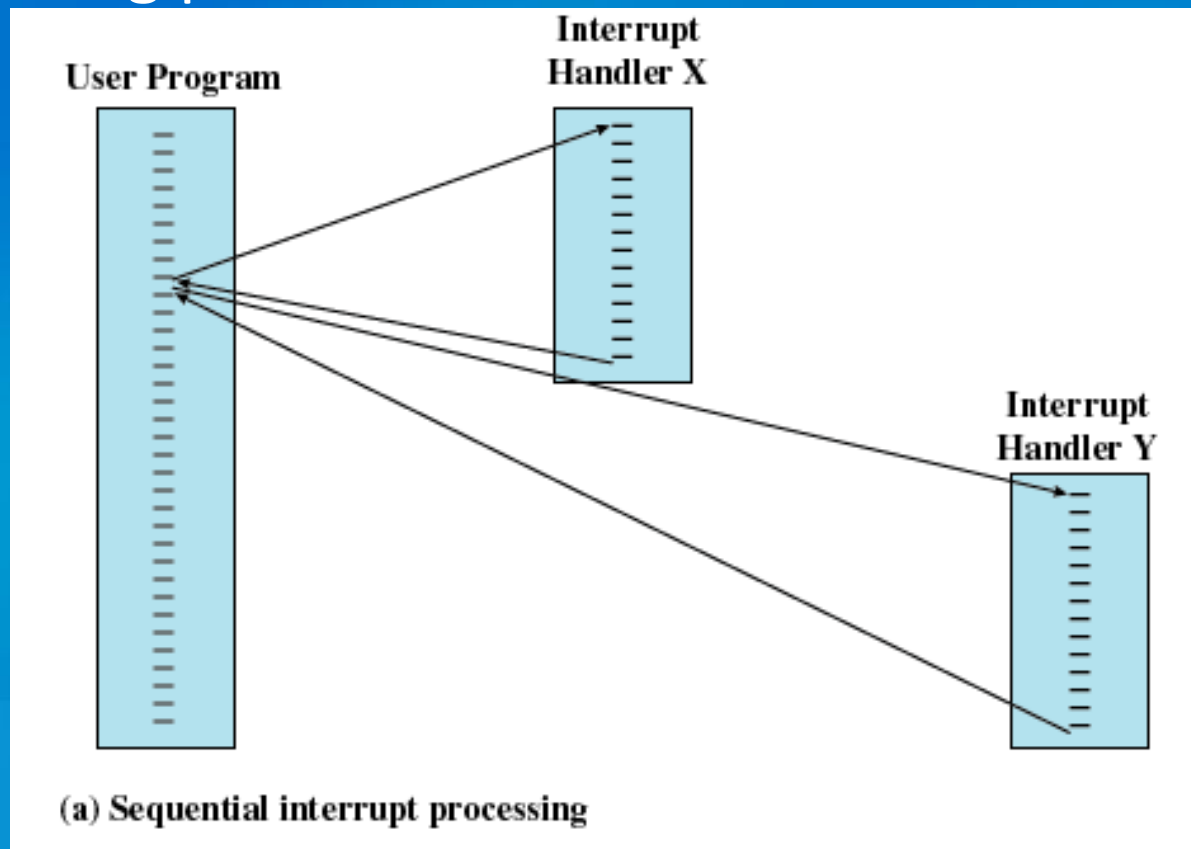 User Program
Interrupt
Handler X
Interrupt
Handler Y
(a) Sequential interrupt processing